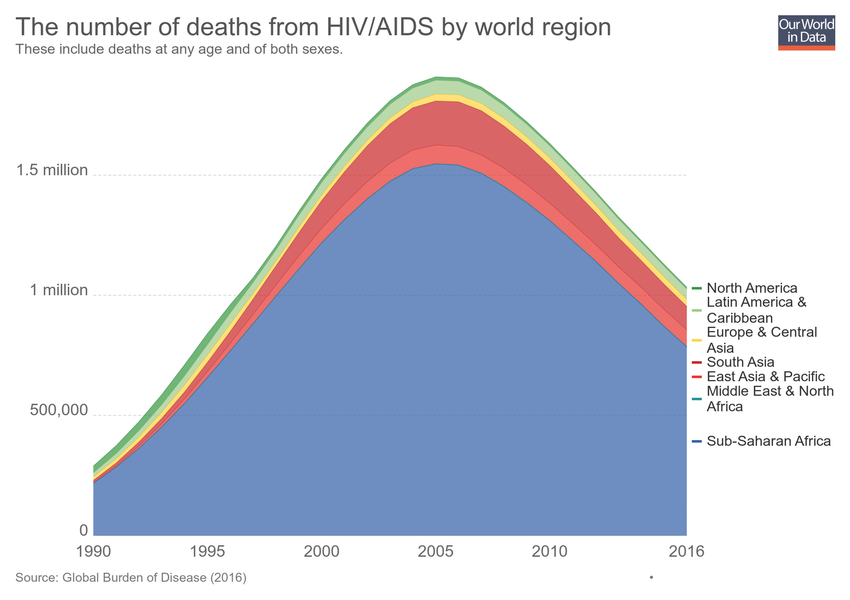 The number of deaths from HIV/AIDS by world region
These include deaths at any age and of both sexes.
Our World
in Data
1.5 million
1 million
500,000
0
1990
1995
2000
2005
2010
2016
North America
Latin America &
Caribbean
Europe & Central
Asia
South Asia
East Asia & Pacific
Middle East & North
Africa
Sub-Saharan Africa
Source: Global Burden of Disease (2016)